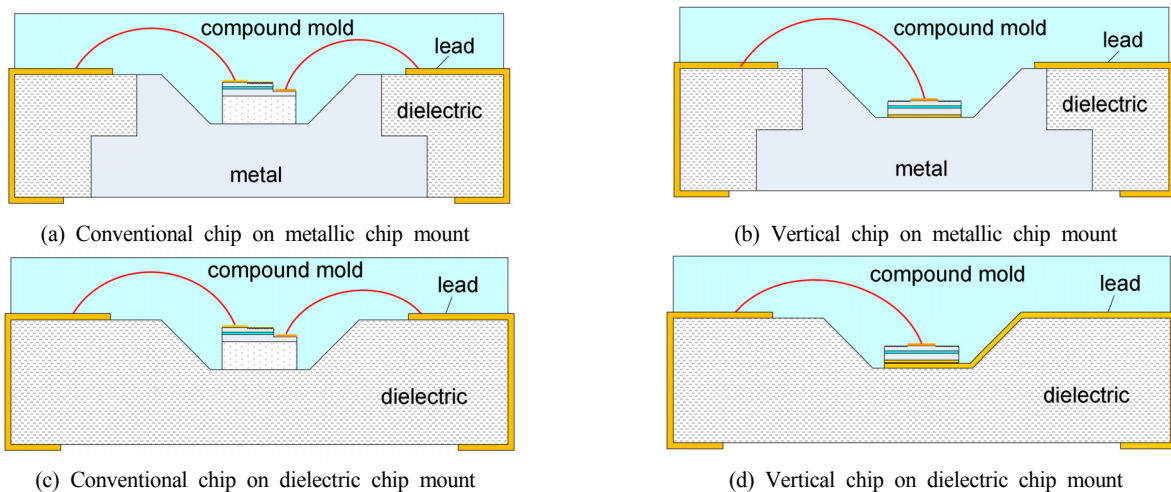 compound mold
lead
dielectric
metal
(a) Conventional chip on metallic chip mount
compound mold
lead
dielectric
metal
(b) Vertical chip on metallic chip mount
compound mold
lead
dielectric
(c) Conventional chip on dielectric chip mount
compound mold
lead
dielectric
(d) Vertical chip on dielectric chip mount